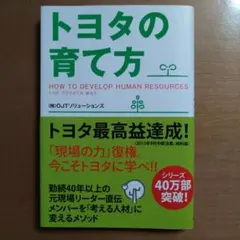 トヨタの
育て方
HOW TO DEVELOP HUMAN RESOURCES
THE TOYOTA WAY
(株)OJTソリューションズ
トヨタ最高益達成!
「現場の力」復権、
今こそトヨタに学べ!!
勤続40年以上の
元現場リーダー直伝
メンバーを「考える人材」に
変えるメソッド
シリーズ
40万部
突破!